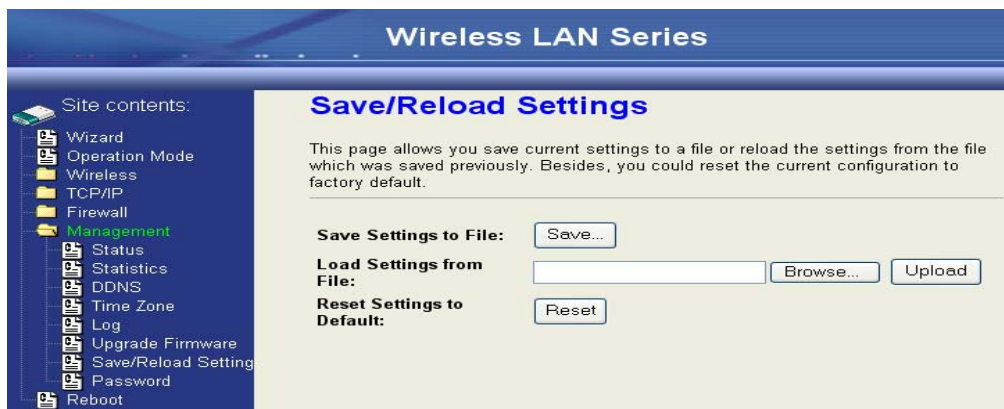 Wireless LAN Series
Site contents:
Wizard
Operation Mode
Wireless
TCP/IP
Firewall
Management
Status
Statistics
DDNS
Time Zone
Log
Upgrade Firmware
Save/Reload Setting
Password
Reboot
Save/Reload Settings
This page allows you save current settings to a file or reload the settings from the file
which was saved previously. Besides, you could reset the current configuration to
factory default.
Save Settings to File: Save...
Load Settings from
File: Browse... Upload
Reset Settings to
Default: Reset